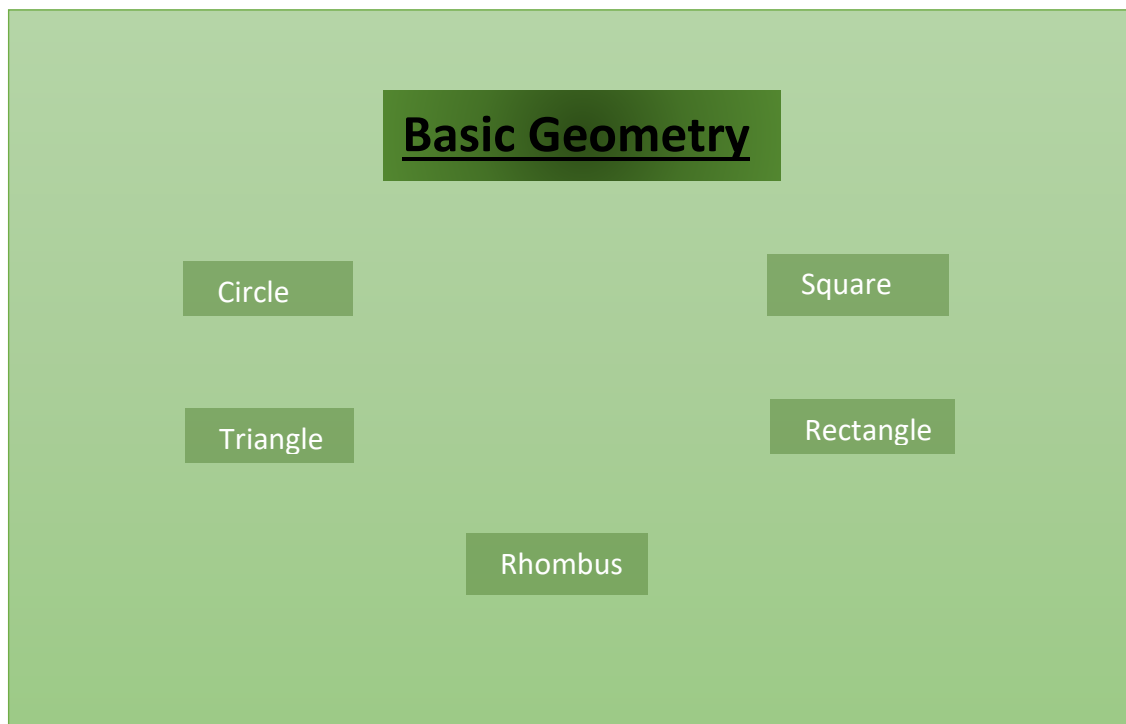 Basic Geometry
Circle
Square
Triangle
Rectangle
Rhombus